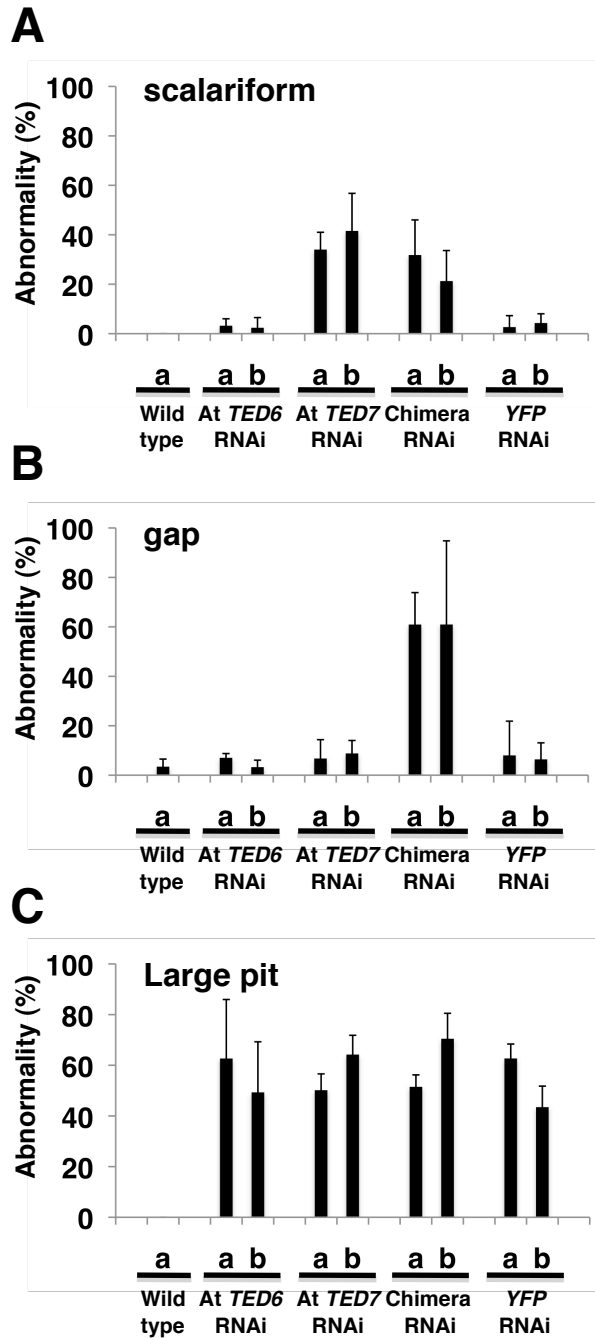 A
scalariform
Abnormality (%)
100
80
60
40
20
0
a a b a b a b a b
Wild At TED6 At TED7 Chimera YFP
type RNAi RNAi RNAi RNAi
B
gap
Abnormality (%)
100
80
60
40
20
0
a a b a b a b a b
Wild At TED6 At TED7 Chimera YFP
type RNAi RNAi RNAi RNAi
C
Large pit
Abnormality (%)
100
80
60
40
20
0
a a b a b a b a b
Wild At TED6 At TED7 Chimera YFP
type RNAi RNAi RNAi RNAi